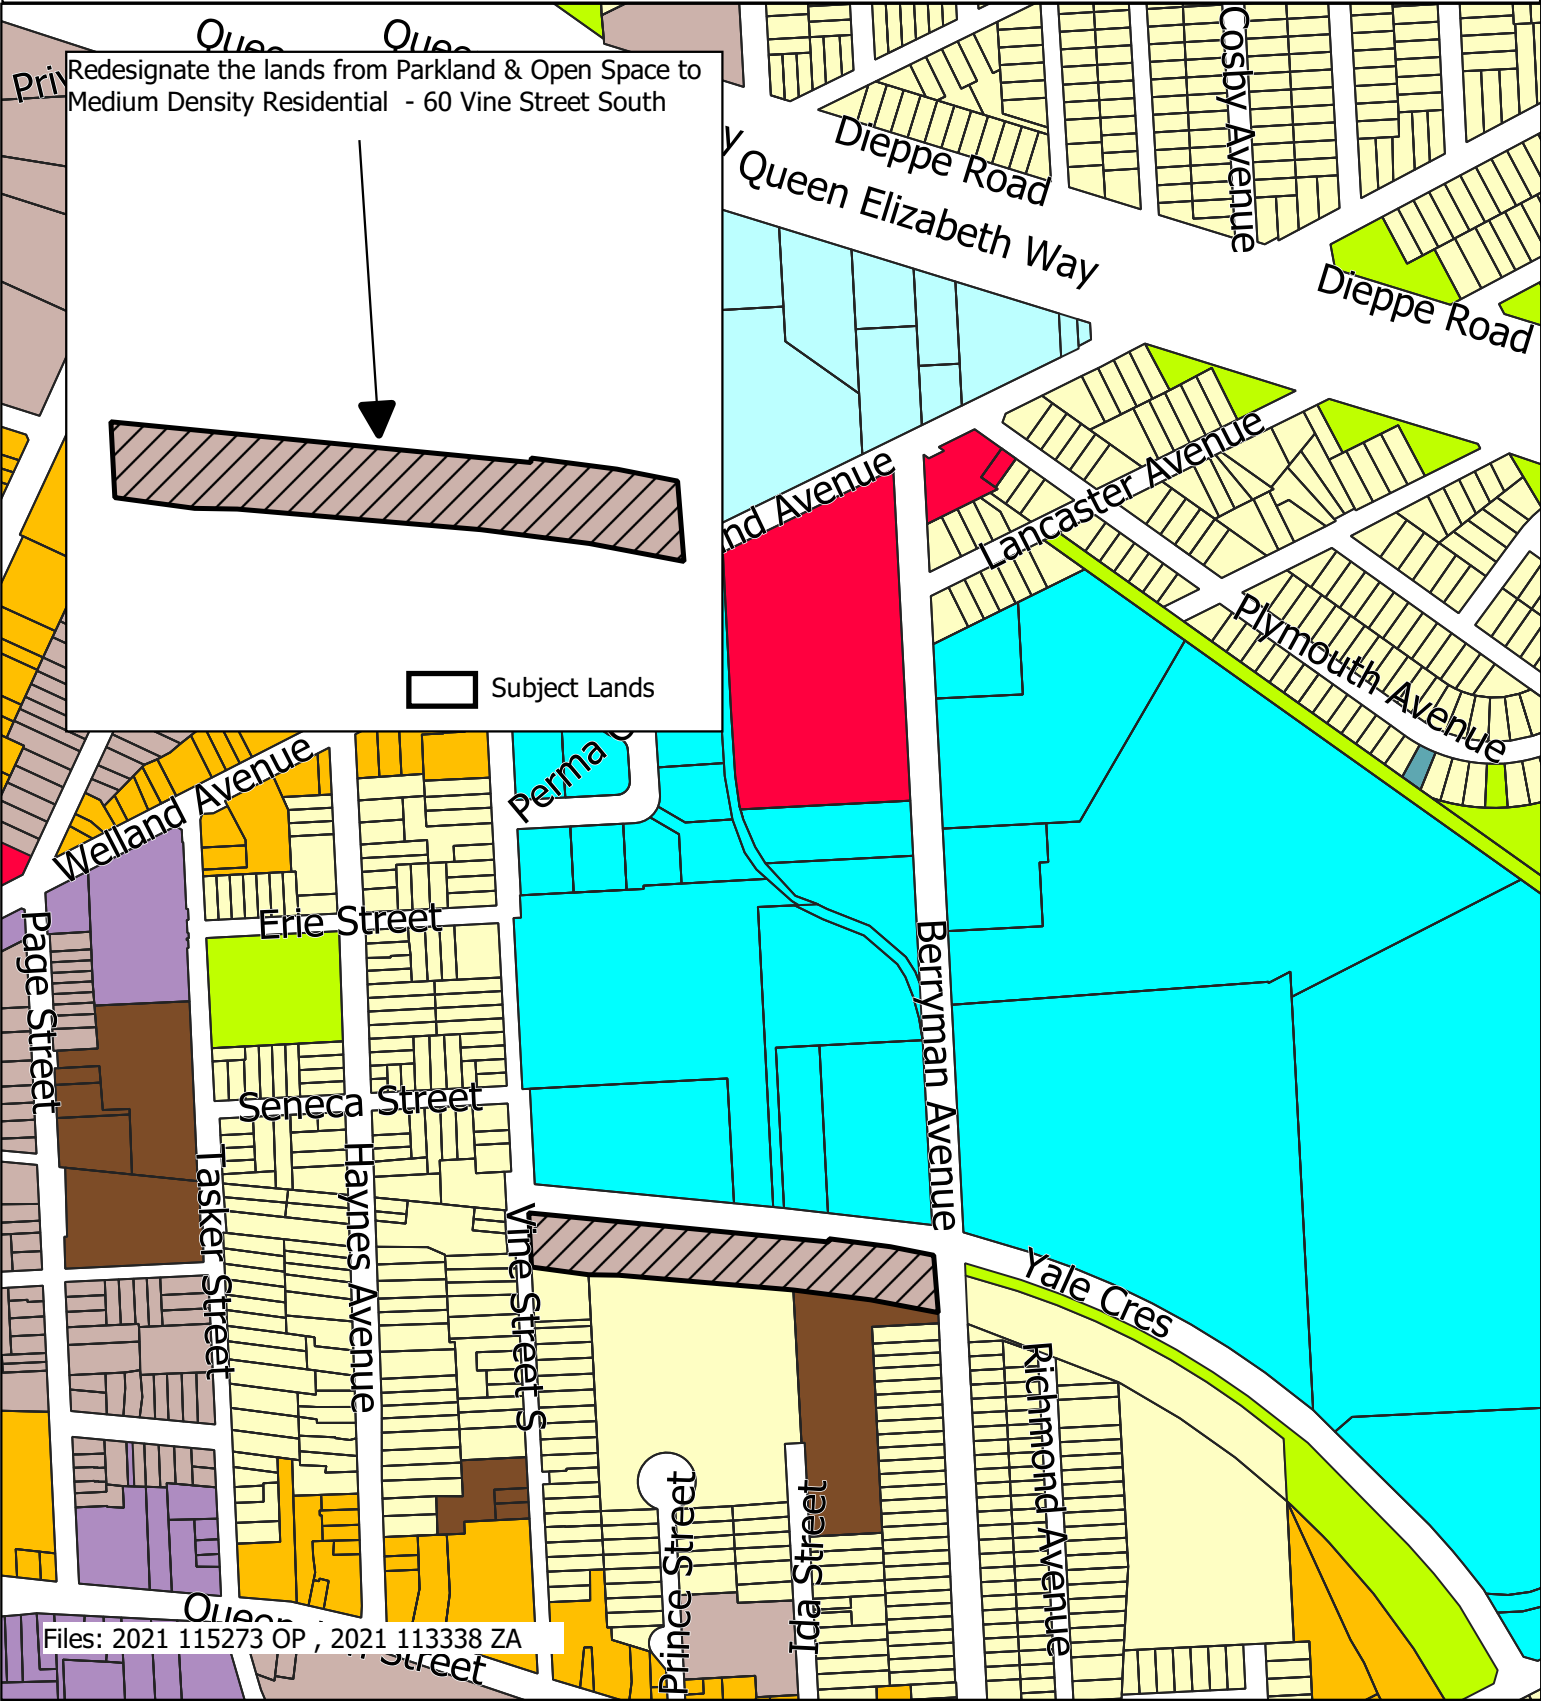 Redesignate the lands from Parkland & Open Space to
Medium Density Residential - 60 Vine Street South
Subject Lands
Dieppe Road
Queen Elizabeth Way
Cosby Avenue
Dieppe Road
Avenue
Lancaster Avenue
Plymouth Avenue
Perma
Welland Avenue
Erie Street
Page Street
Seneca Street
Berryman Avenue
Tasker Street
Haynes Avenue
Vine Street S
Yale Cres
Richmond Avenue
Prince Street
Ida Street
Street
Files: 2021 115273 OP , 2021 113338 ZA